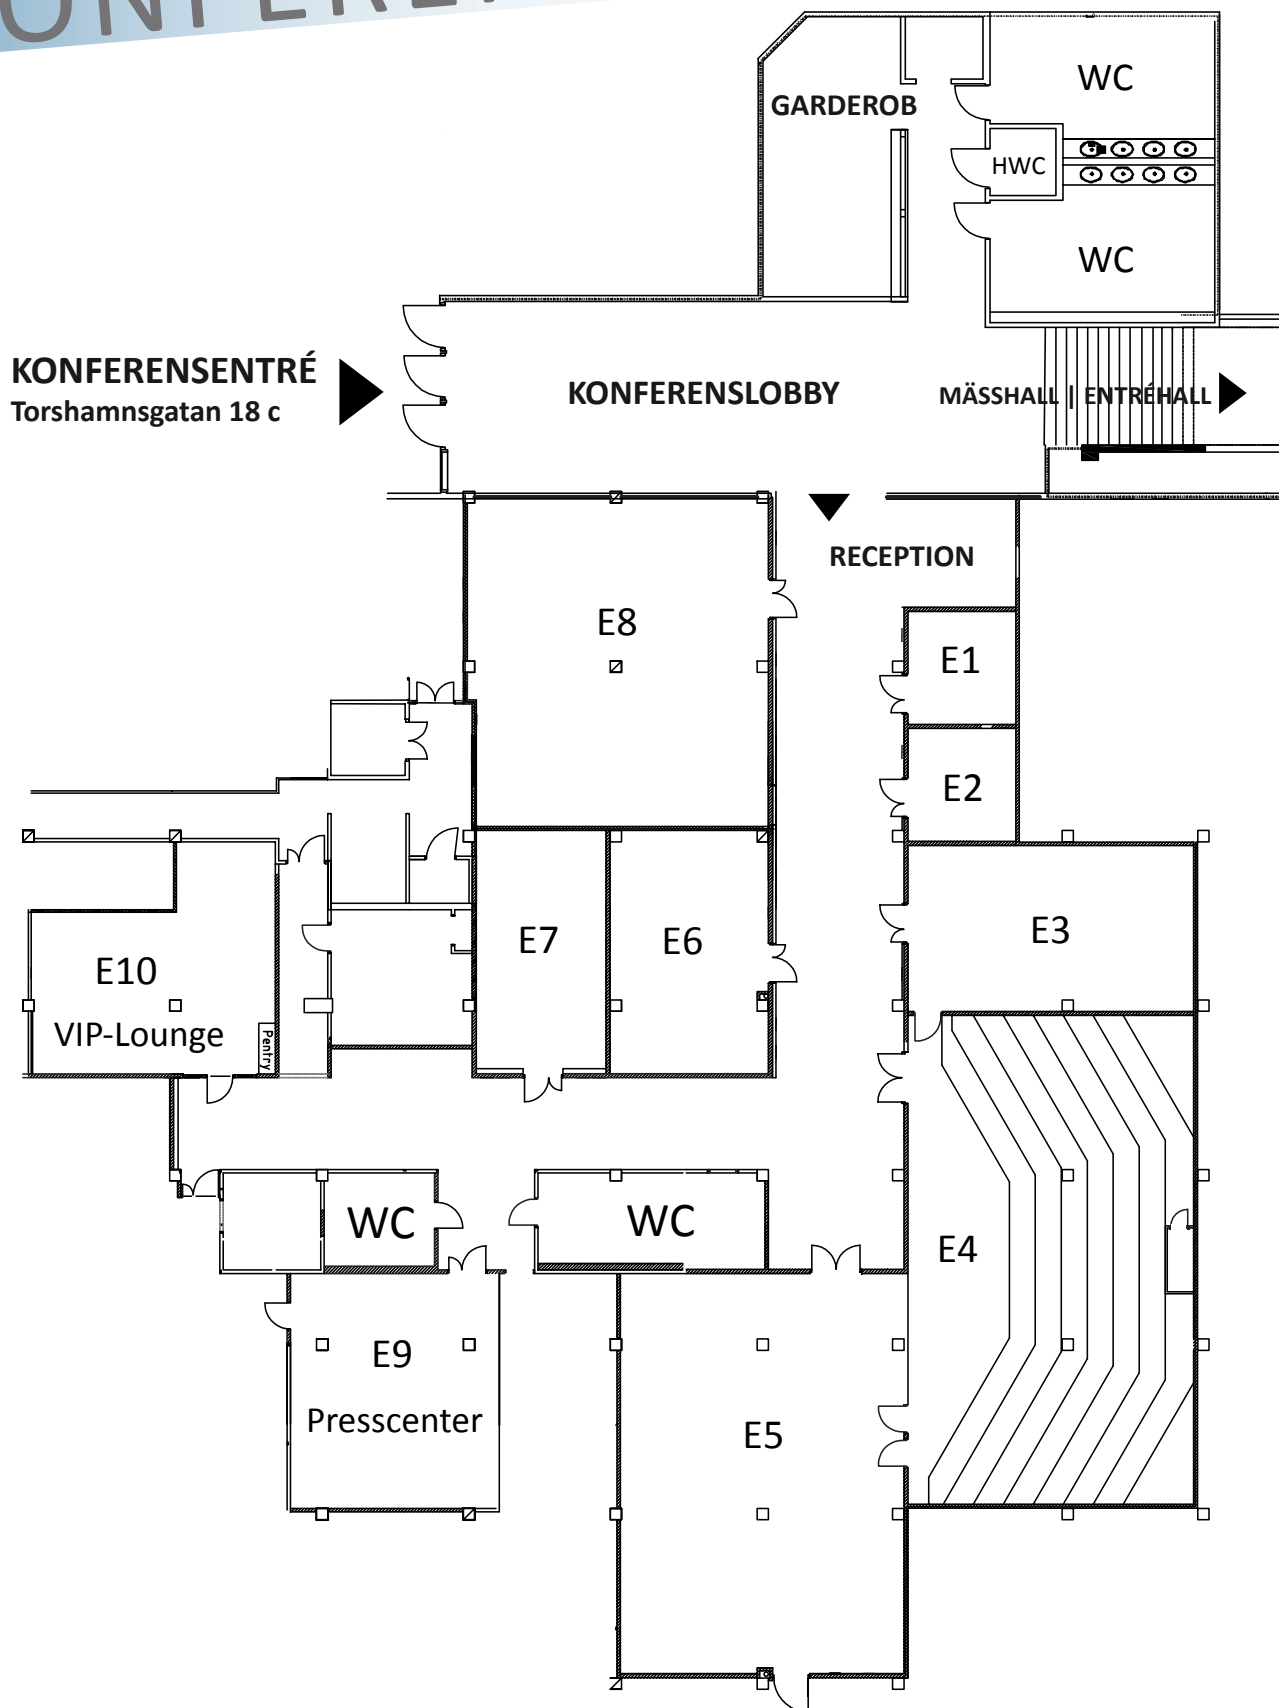 WC
GARDEROB
HWC
WC
KONFERENSENTRÉ
Torshamnsgatan 18 c
KONFERENSLOBBY
MÄSSHALL | ENTRÉHALL
RECEPTION
E8
E1
E2
E3
E7
E6
E10
VIP-Lounge
Pentry
WC
WC
E4
E9
Presscenter
E5